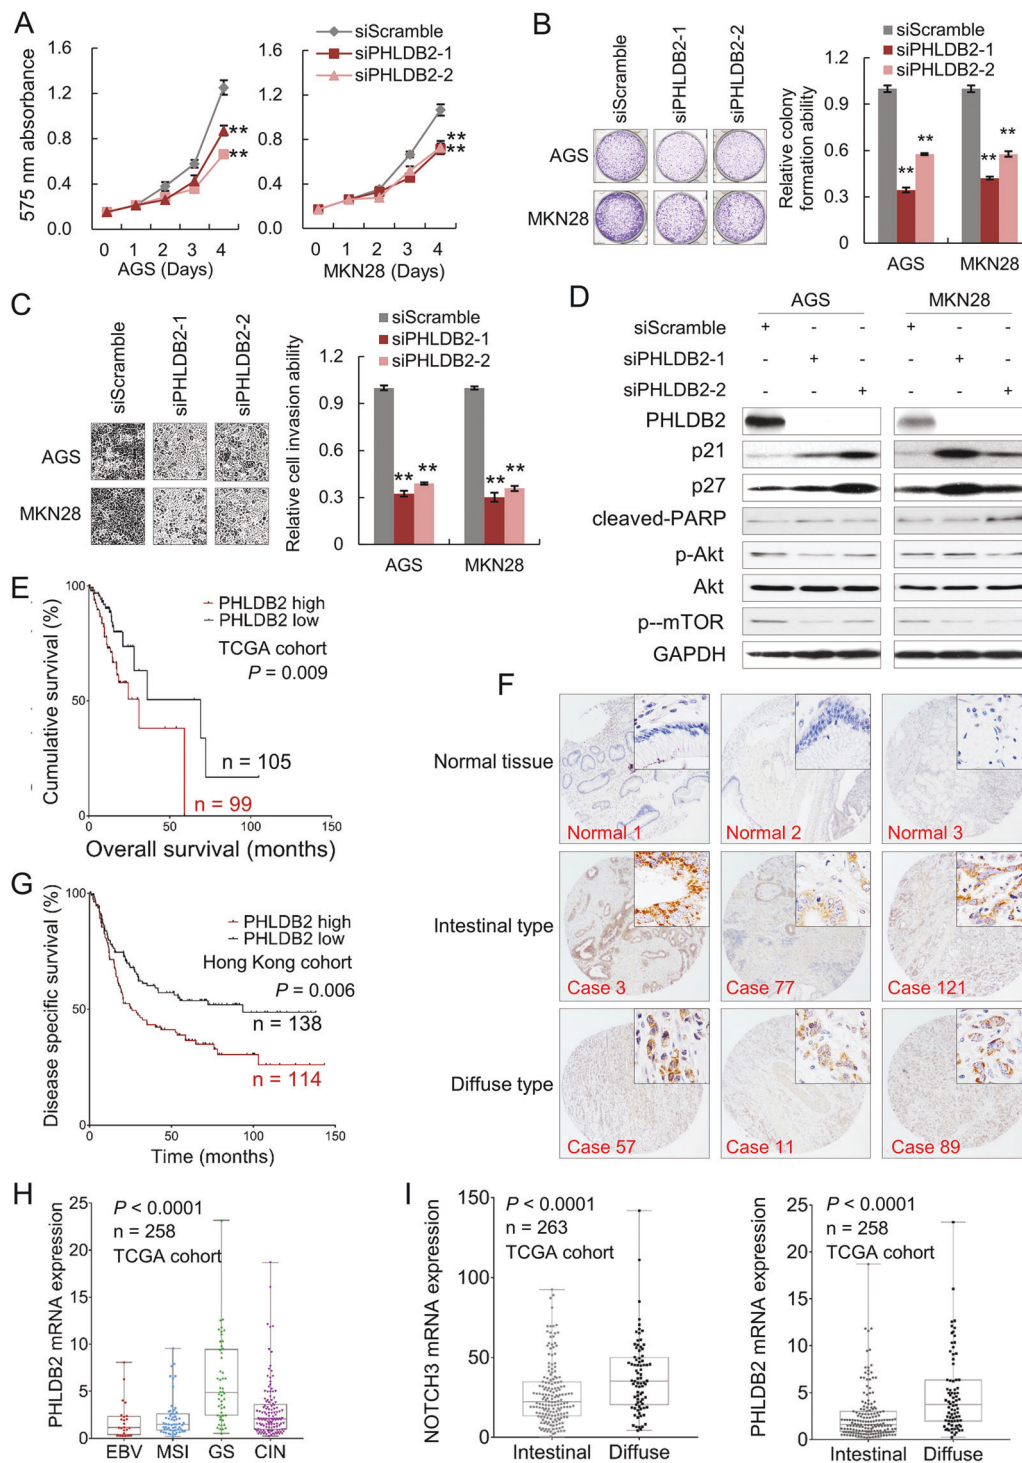 A
siScramble
siPHLDB2-1
siPHLDB2-2
575 nm absorbance
1.6
1.2
0.8
0.4
0.0
**
**
0 1 2 3 4
AGS (Days)
1.6
1.2
0.8
0.4
0.0
**
**
0 1 2 3 4
MKN28 (Days)
B
siScramble
siPHLDB2-1
siPHLDB2-2
AGS
MKN28
siScramble
siPHLDB2-1
siPHLDB2-2
Relative colony
formation ability
1.2
0.9
0.6
0.3
0
** ** ** **
AGS MKN28
C
siScramble
siPHLDB2-1
siPHLDB2-2
AGS
MKN28
siScramble
siPHLDB2-1
siPHLDB2-2
Relative cell invasion ability
1.2
0.9
0.6
0.3
0
** ** ** **
AGS MKN28
D
AGS MKN28
siScramble + - - + - -
siPHLDB2-1 - + - - + -
siPHLDB2-2 - - + - - +
PHLDB2
p21
p27
cleaved-PARP
p-Akt
Akt
p--mTOR
GAPDH
E
Cumulative survival (%)
100
50
0
PHLDB2 high
PHLDB2 low
TCGA cohort
P = 0.009
n = 105
n = 99
0 50 100 150
Overall survival (months)
F
Normal tissue
Normal 1 Normal 2 Normal 3
Intestinal type
Case 3 Case 77 Case 121
Diffuse type
Case 57 Case 11 Case 89
G
Disease specific survival (%)
100
50
0
PHLDB2 high
PHLDB2 low
Hong Kong cohort
P = 0.006
n = 138
n = 114
0 50 100 150
Time (months)
H
PHLDB2 mRNA expression
25
20
15
10
5
0
P < 0.0001
n = 258
TCGA cohort
EBV MSI GS CIN
I
NOTCH3 mRNA expression
150
100
50
0
P < 0.0001
n = 263
TCGA cohort
Intestinal Diffuse
PHLDB2 mRNA expression
25
20
15
10
5
0
P < 0.0001
n = 258
TCGA cohort
Intestinal Diffuse